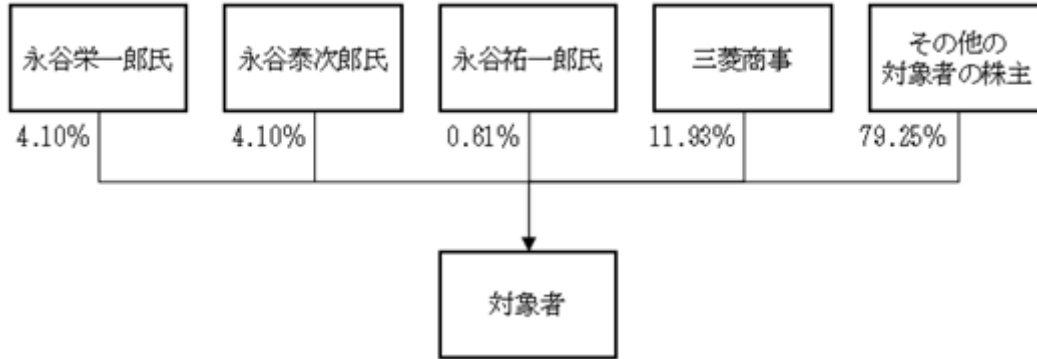 永谷栄一郎氏
永谷泰次郎氏
永谷祐一郎氏
三菱商事
その他の
対象者の株主
4.10%
4.10%
0.61%
11.93%
79.25%
対象者